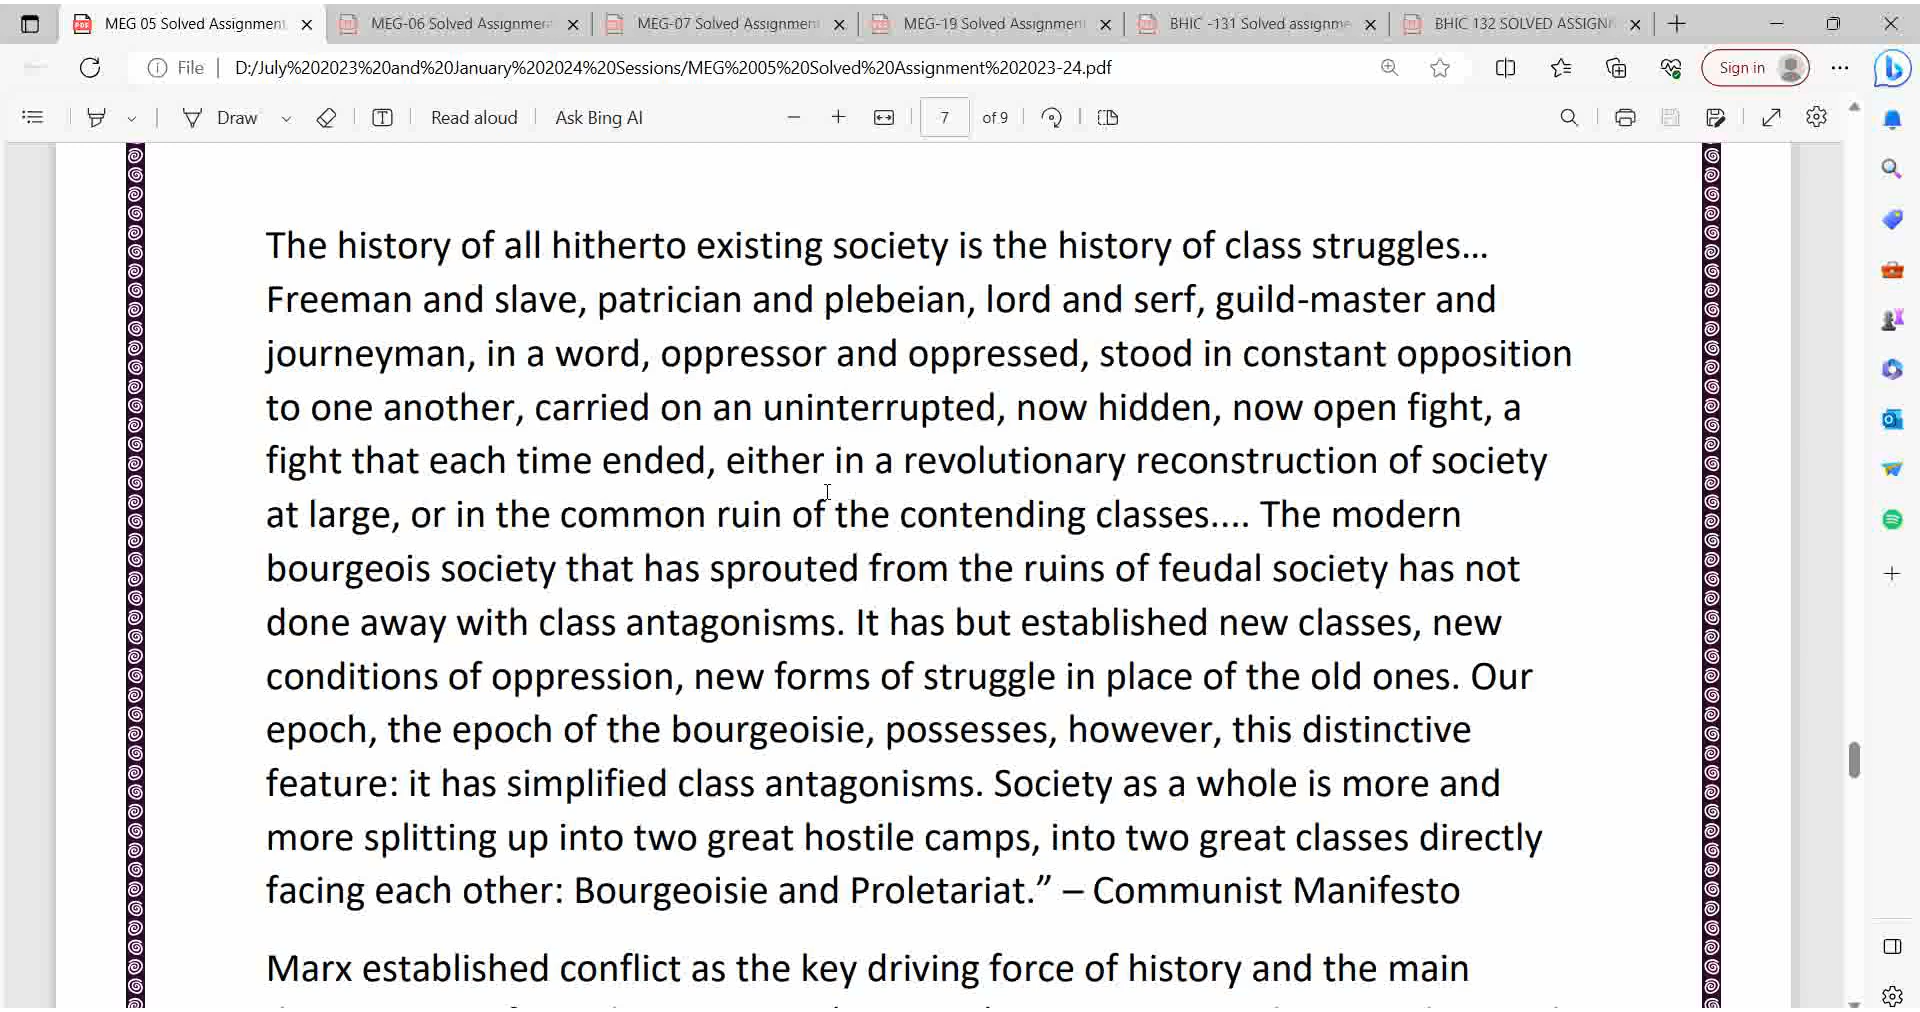 MEG 05 Solved Assignment
MEG-06 Solved Assignmen
MEG-07 Solved Assignment
MEG-19 Solved Assignment
BHIC -131 Solved assignme
BHIC 132 SOLVED ASSIGN
File
D:/July%202023%20and%20January%202024%20Sessions/MEG%2005%20Solved%20Assignment%202023-24.pdf
Sign in
Draw
Read aloud
Ask Bing AI
7
of 9
The history of all hitherto existing society is the history of class struggles...
Freeman and slave, patrician and plebeian, lord and serf, guild-master and
journeyman, in a word, oppressor and oppressed, stood in constant opposition
to one another, carried on an uninterrupted, now hidden, now open fight, a
fight that each time ended, either in a revolutionary reconstruction of society
at large, or in the common ruin of the contending classes.... The modern
bourgeois society that has sprouted from the ruins of feudal society has not
done away with class antagonisms. It has but established new classes, new
conditions of oppression, new forms of struggle in place of the old ones. Our
epoch, the epoch of the bourgeoisie, possesses, however, this distinctive
feature: it has simplified class antagonisms. Society as a whole is more and
more splitting up into two great hostile camps, into two great classes directly
facing each other: Bourgeoisie and Proletariat.” – Communist Manifesto
Marx established conflict as the key driving force of history and the main